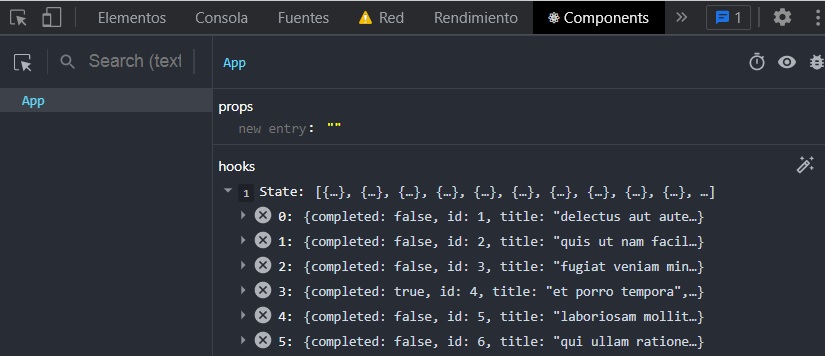 Elementos Consola Fuentes Red Rendimiento Components » 1
Search (text App
App
props
new entry: ""
hooks
1 State: [{…}, {…}, {…}, {…}, {…}, {…}, {…}, {…}, {…}, {…}, …]
0: {completed: false, id: 1, title: "delectus aut aute…}
1: {completed: false, id: 2, title: "quis ut nam facil…}
2: {completed: false, id: 3, title: "fugiat veniam min…}
3: {completed: true, id: 4, title: "et porro tempora",…}
4: {completed: false, id: 5, title: "laboriosam mollit…}
5: {completed: false, id: 6, title: "qui ullam ratione…}